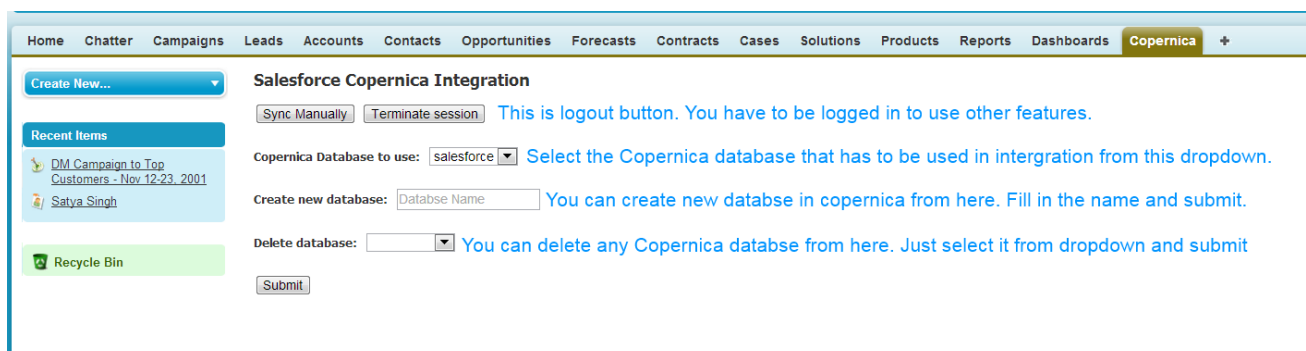 Home Chatter Campaigns Leads Accounts Contacts Opportunities Forecasts Contracts Cases Solutions Products Reports Dashboards Copernica +
Create New...
Recent Items
DM Campaign to Top
Customers - Nov 12-23, 2001
Satya Singh
Recycle Bin
Salesforce Copernica Integration
Sync Manually Terminate session This is logout button. You have to be logged in to use other features.
Copernica Database to use: salesforce Select the Copernica database that has to be used in intergration from this dropdown.
Create new database: Databse Name You can create new databse in copernica from here. Fill in the name and submit.
Delete database: You can delete any Copernica databse from here. Just select it from dropdown and submit
Submit